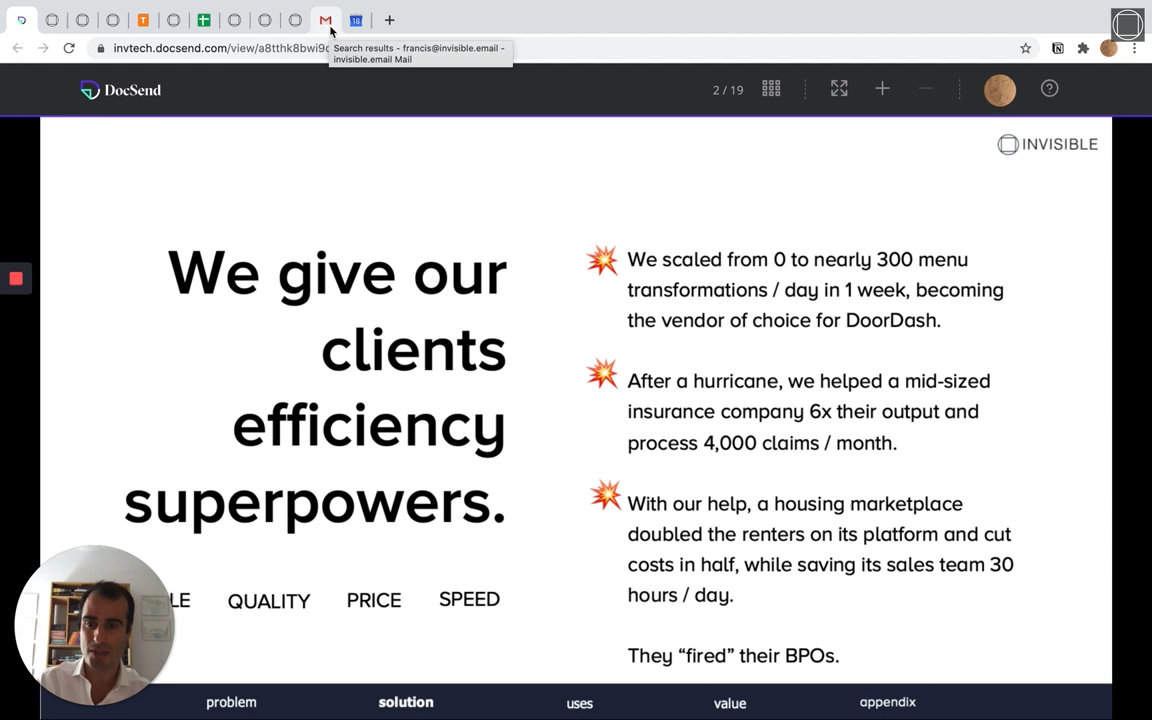 T
18
invtech.docsend.com/view/a8tthk8bwi9c
Search results - francis@invisible.email -
invisible.email Mail
DocSend
2 / 19
INVISIBLE
We give our
clients
efficiency
superpowers.
LE QUALITY PRICE SPEED
We scaled from 0 to nearly 300 menu
transformations / day in 1 week, becoming
the vendor of choice for DoorDash.
After a hurricane, we helped a mid-sized
insurance company 6x their output and
process 4,000 claims / month.
With our help, a housing marketplace
doubled the renters on its platform and cut
costs in half, while saving its sales team 30
hours / day.
They “fired” their BPOs.
problem solution uses value appendix